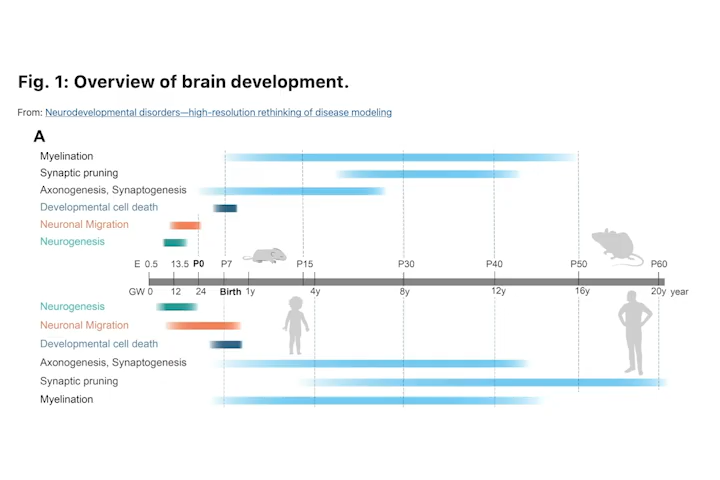 Fig. 1: Overview of brain development.
From: Neurodevelopmental disorders—high-resolution rethinking of disease modeling
A
Myelination
Synaptic pruning
Axonogenesis, Synaptogenesis
Developmental cell death
Neuronal Migration
Neurogenesis
E 0.5 13.5 P0 P7 P15 P30 P40 P50 P60
GW 0 12 24 Birth 1y 4y 8y 12y 16y 20y year
Neurogenesis
Neuronal Migration
Developmental cell death
Axonogenesis, Synaptogenesis
Synaptic pruning
Myelination